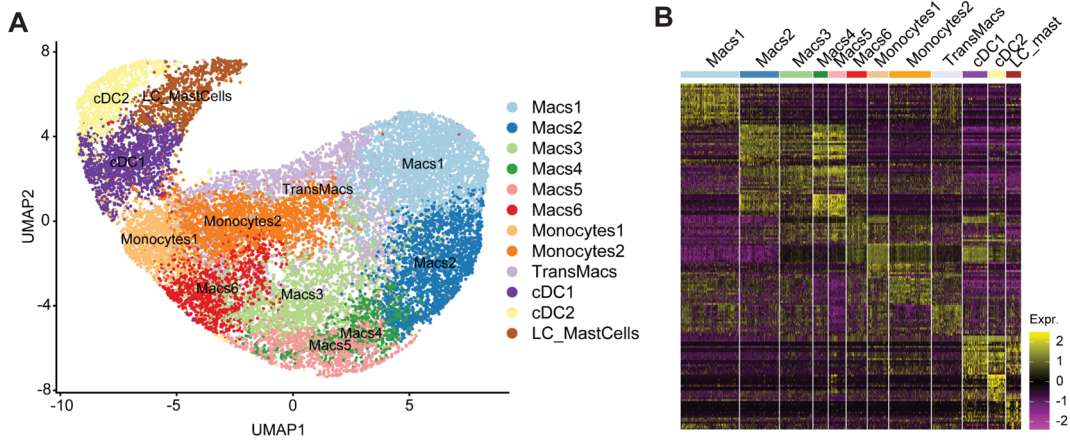 A
8
4
0
-4
-8
UMAP2
-10
-5
0
5
UMAP1
cDC2
LC_MastCells
cDC1
Macs1
TransMacs
Monocytes2
Monocytes1
Macs2
Macs6
Macs3
Macs4
Macs5
Macs1
Macs2
Macs3
Macs4
Macs5
Macs6
Monocytes1
Monocytes2
TransMacs
cDC1
cDC2
LC_MastCells
B
Macs1
Macs2
Macs3
Macs4
Macs5
Macs6
Monocytes1
Monocytes2
TransMacs
cDC1
cDC2
LC_mast
Expr.
2
1
0
-1
-2